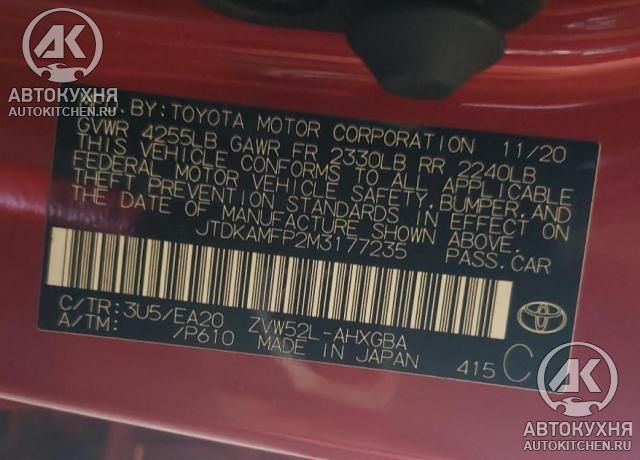 АК
АВТОКУХНЯ
AUTOKITCHEN.RU
MFD. BY: TOYOTA MOTOR CORPORATION 11/20
GVWR 4255LB GAWR FR 2330LB RR 2240LB
THIS VEHICLE CONFORMS TO ALL APPLICABLE
FEDERAL MOTOR VEHICLE SAFETY, BUMPER, AND
THEFT PREVENTION STANDARDS IN EFFECT ON
THE DATE OF MANUFACTURE SHOWN ABOVE.
JTDKAMFP2M3177235 PASS.CAR
C/TR: 3U5/EA20 ZVW52L-AHXGBA
A/TM: /P610 MADE IN JAPAN 415 C
АК
АВТОКУХНЯ
AUTOKITCHEN.RU